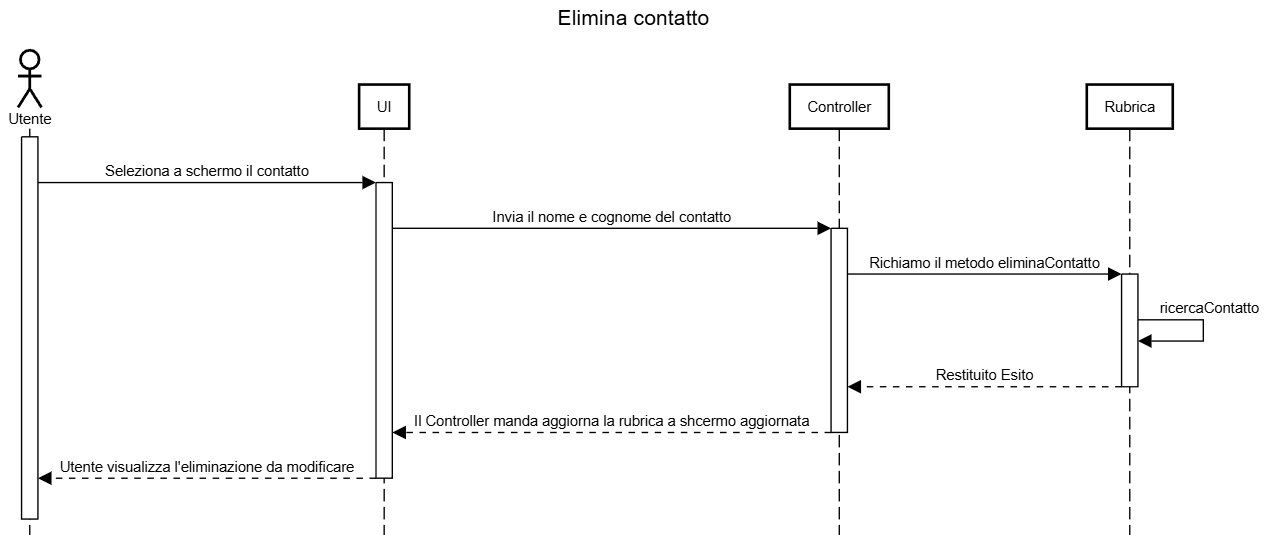 Elimina contatto
Utente
UI
Controller
Rubrica
Seleziona a schermo il contatto
Invia il nome e cognome del contatto
Richiamo il metodo eliminaContatto
ricercaContatto
Restituito Esito
Il Controller manda aggiorna la rubrica a shcermo aggiornata
Utente visualizza l'eliminazione da modificare